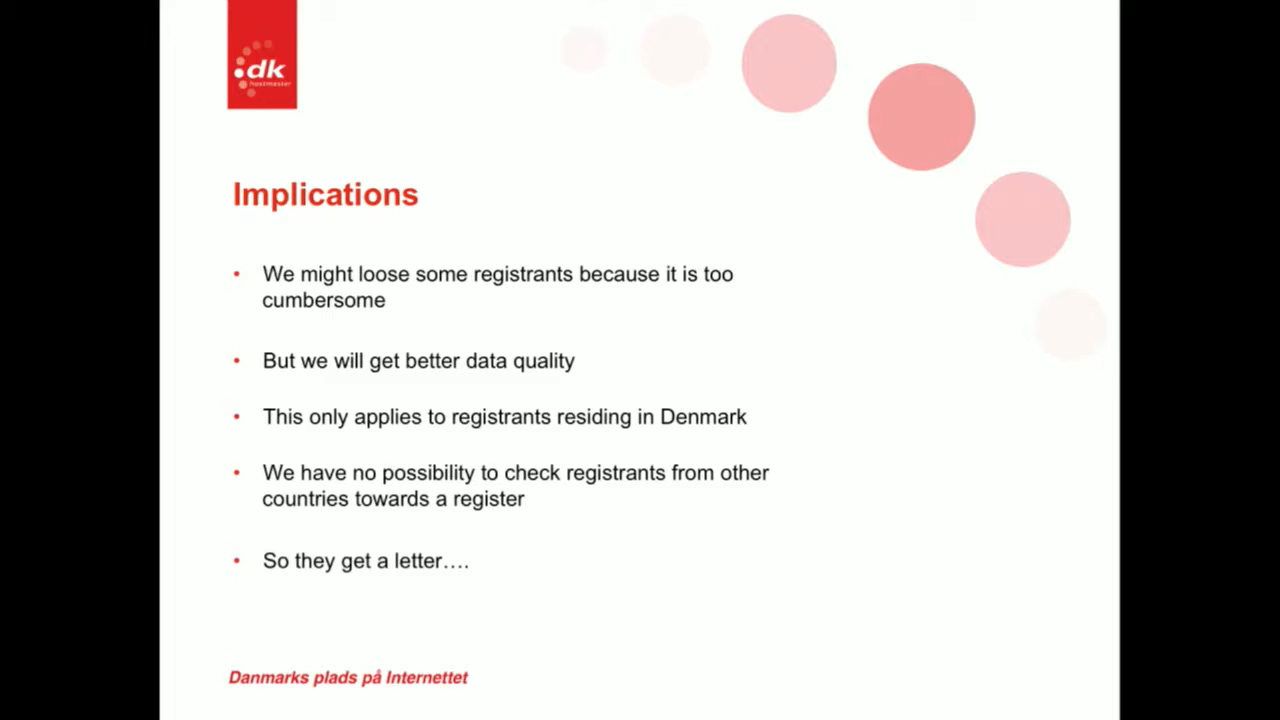 .dk
hostmaster
Implications
• We might loose some registrants because it is too
cumbersome
• But we will get better data quality
• This only applies to registrants residing in Denmark
• We have no possibility to check registrants from other
countries towards a register
• So they get a letter….
Danmarks plads på Internettet